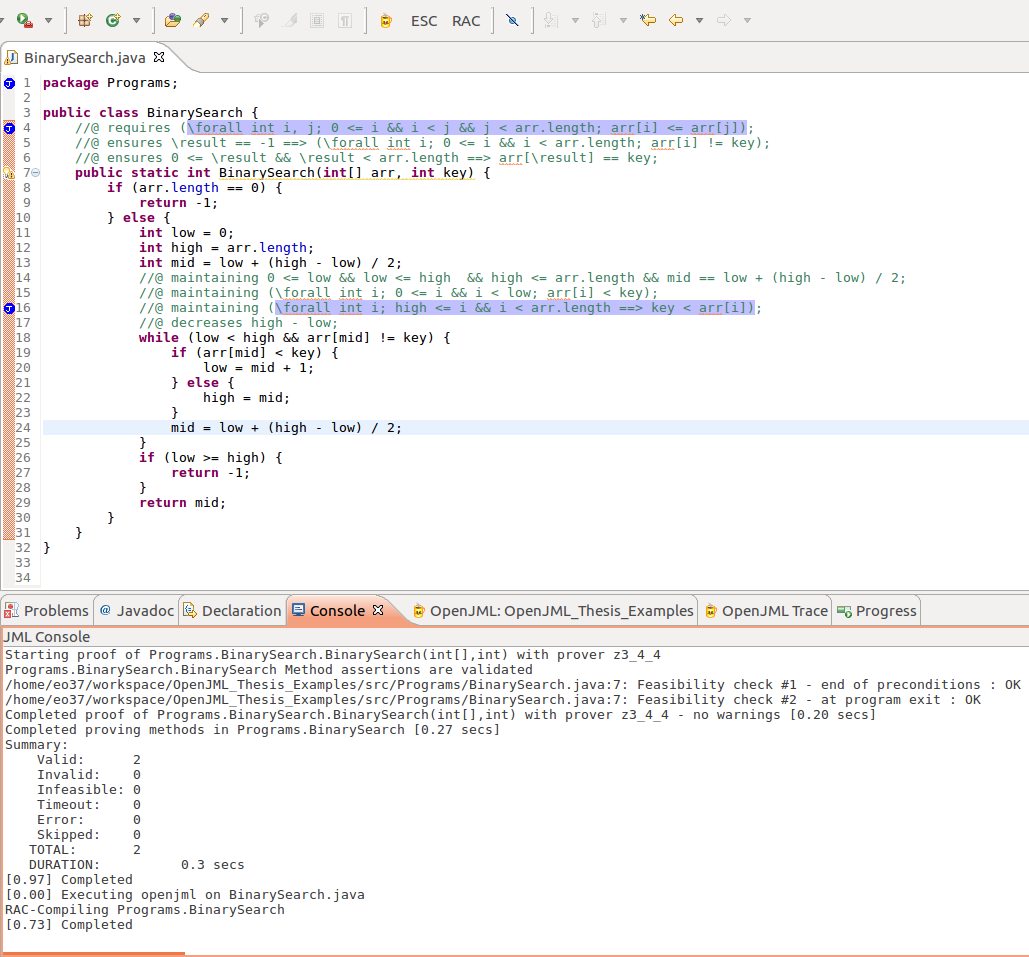 ESC RAC
BinarySearch.java
1 package Programs;
2
3 public class BinarySearch {
4     //@ requires (\forall int i, j; 0 <= i && i < j && j < arr.length; arr[i] <= arr[j]);
5     //@ ensures \result == -1 ==> (\forall int i; 0 <= i && i < arr.length; arr[i] != key);
6     //@ ensures 0 <= \result && \result < arr.length ==> arr[\result] == key;
7     public static int BinarySearch(int[] arr, int key) {
8         if (arr.length == 0) {
9             return -1;
10         } else {
11             int low = 0;
12             int high = arr.length;
13             int mid = low + (high - low) / 2;
14             //@ maintaining 0 <= low && low <= high  && high <= arr.length && mid == low + (high - low) / 2;
15             //@ maintaining (\forall int i; 0 <= i && i < low; arr[i] < key);
16             //@ maintaining (\forall int i; high <= i && i < arr.length ==> key < arr[i]);
17             //@ decreases high - low;
18             while (low < high && arr[mid] != key) {
19                 if (arr[mid] < key) {
20                     low = mid + 1;
21                 } else {
22                     high = mid;
23                 }
24                 mid = low + (high - low) / 2;
25             }
26             if (low >= high) {
27                 return -1;
28             }
29             return mid;
30         }
31     }
32 }
33
34
Problems @ Javadoc Declaration Console OpenJML: OpenJML_Thesis_Examples OpenJML Trace Progress
JML Console
Starting proof of Programs.BinarySearch.BinarySearch(int[],int) with prover z3_4_4
Programs.BinarySearch.BinarySearch Method assertions are validated
/home/eo37/workspace/OpenJML_Thesis_Examples/src/Programs/BinarySearch.java:7: Feasibility check #1 - end of preconditions : OK
/home/eo37/workspace/OpenJML_Thesis_Examples/src/Programs/BinarySearch.java:7: Feasibility check #2 - at program exit : OK
Completed proof of Programs.BinarySearch.BinarySearch(int[],int) with prover z3_4_4 - no warnings [0.20 secs]
Completed proving methods in Programs.BinarySearch [0.27 secs]
Summary:
    Valid:      2
    Invalid:    0
    Infeasible: 0
    Timeout:    0
    Error:      0
    Skipped:    0
   TOTAL:       2
   DURATION:          0.3 secs
[0.97] Completed
[0.00] Executing openjml on BinarySearch.java
RAC-Compiling Programs.BinarySearch
[0.73] Completed